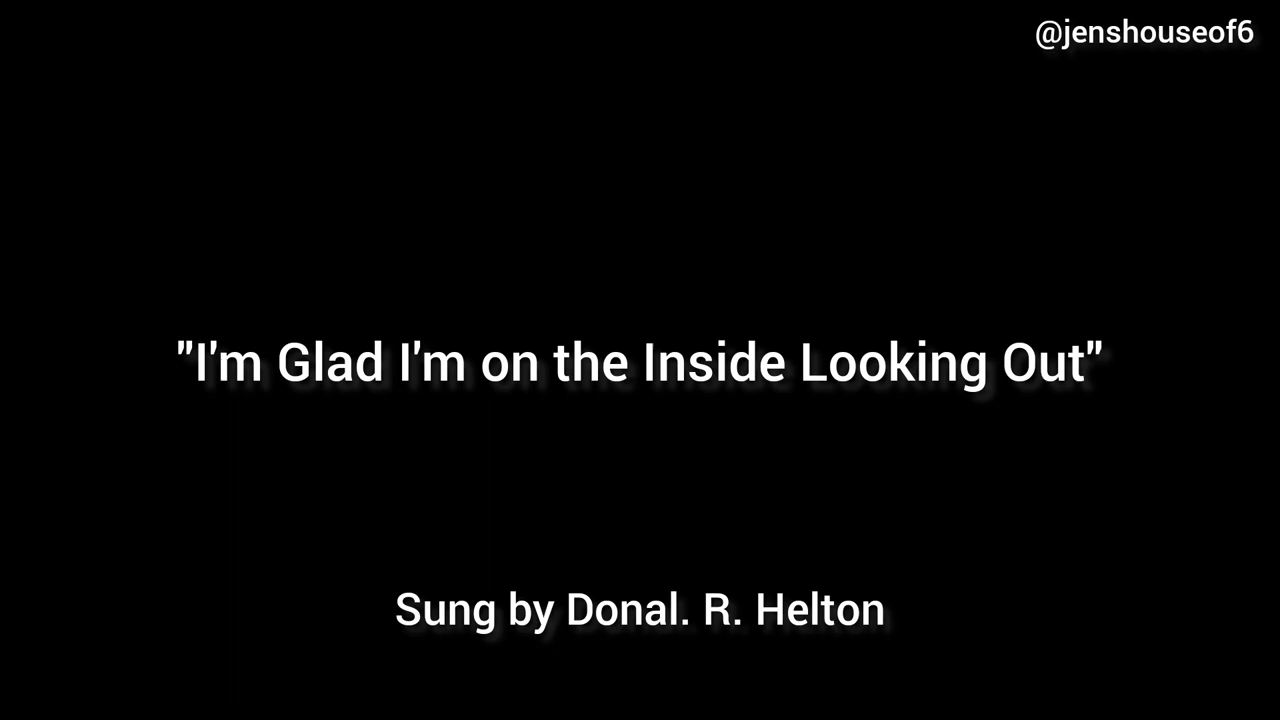 @jenshouseof6
"I'm Glad I'm on the Inside Looking Out"
Sung by Donal. R. Helton